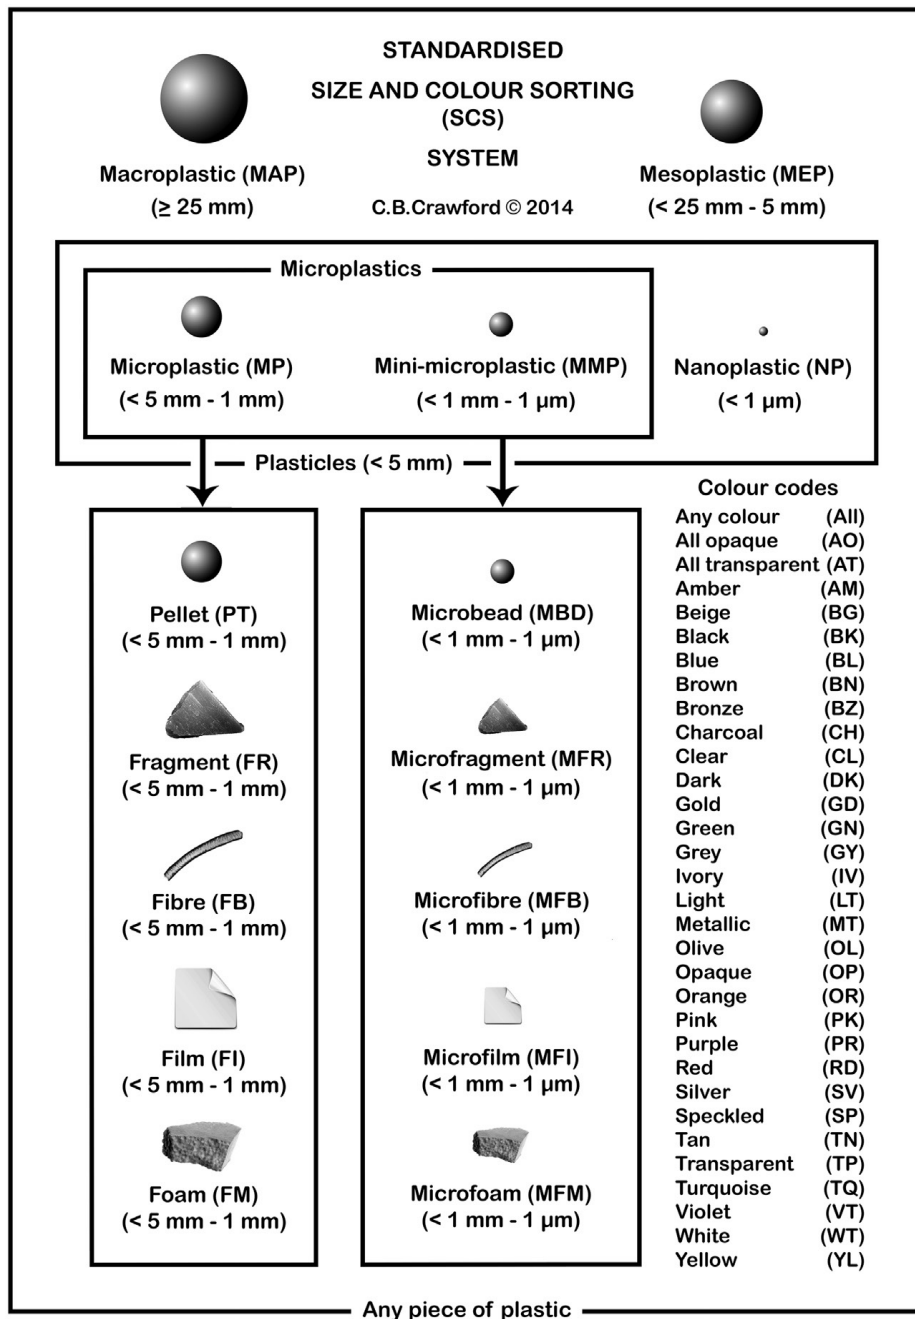 STANDARDISED
SIZE AND COLOUR SORTING
(SCS)
SYSTEM
C.B.Crawford © 2014
Macroplastic (MAP)
(≥ 25 mm)
Mesoplastic (MEP)
(< 25 mm - 5 mm)
Microplastics
Microplastic (MP)
(< 5 mm - 1 mm)
Mini-microplastic (MMP)
(< 1 mm - 1 µm)
Nanoplastic (NP)
(< 1 µm)
Plasticles (< 5 mm)
Pellet (PT)
(< 5 mm - 1 mm)
Fragment (FR)
(< 5 mm - 1 mm)
Fibre (FB)
(< 5 mm - 1 mm)
Film (FI)
(< 5 mm - 1 mm)
Foam (FM)
(< 5 mm - 1 mm)
Microbead (MBD)
(< 1 mm - 1 µm)
Microfragment (MFR)
(< 1 mm - 1 µm)
Microfibre (MFB)
(< 1 mm - 1 µm)
Microfilm (MFI)
(< 1 mm - 1 µm)
Microfoam (MFM)
(< 1 mm - 1 µm)
Colour codes
Any colour (All)
All opaque (AO)
All transparent (AT)
Amber (AM)
Beige (BG)
Black (BK)
Blue (BL)
Brown (BN)
Bronze (BZ)
Charcoal (CH)
Clear (CL)
Dark (DK)
Gold (GD)
Green (GN)
Grey (GY)
Ivory (IV)
Light (LT)
Metallic (MT)
Olive (OL)
Opaque (OP)
Orange (OR)
Pink (PK)
Purple (PR)
Red (RD)
Silver (SV)
Speckled (SP)
Tan (TN)
Transparent (TP)
Turquoise (TQ)
Violet (VT)
White (WT)
Yellow (YL)
Any piece of plastic